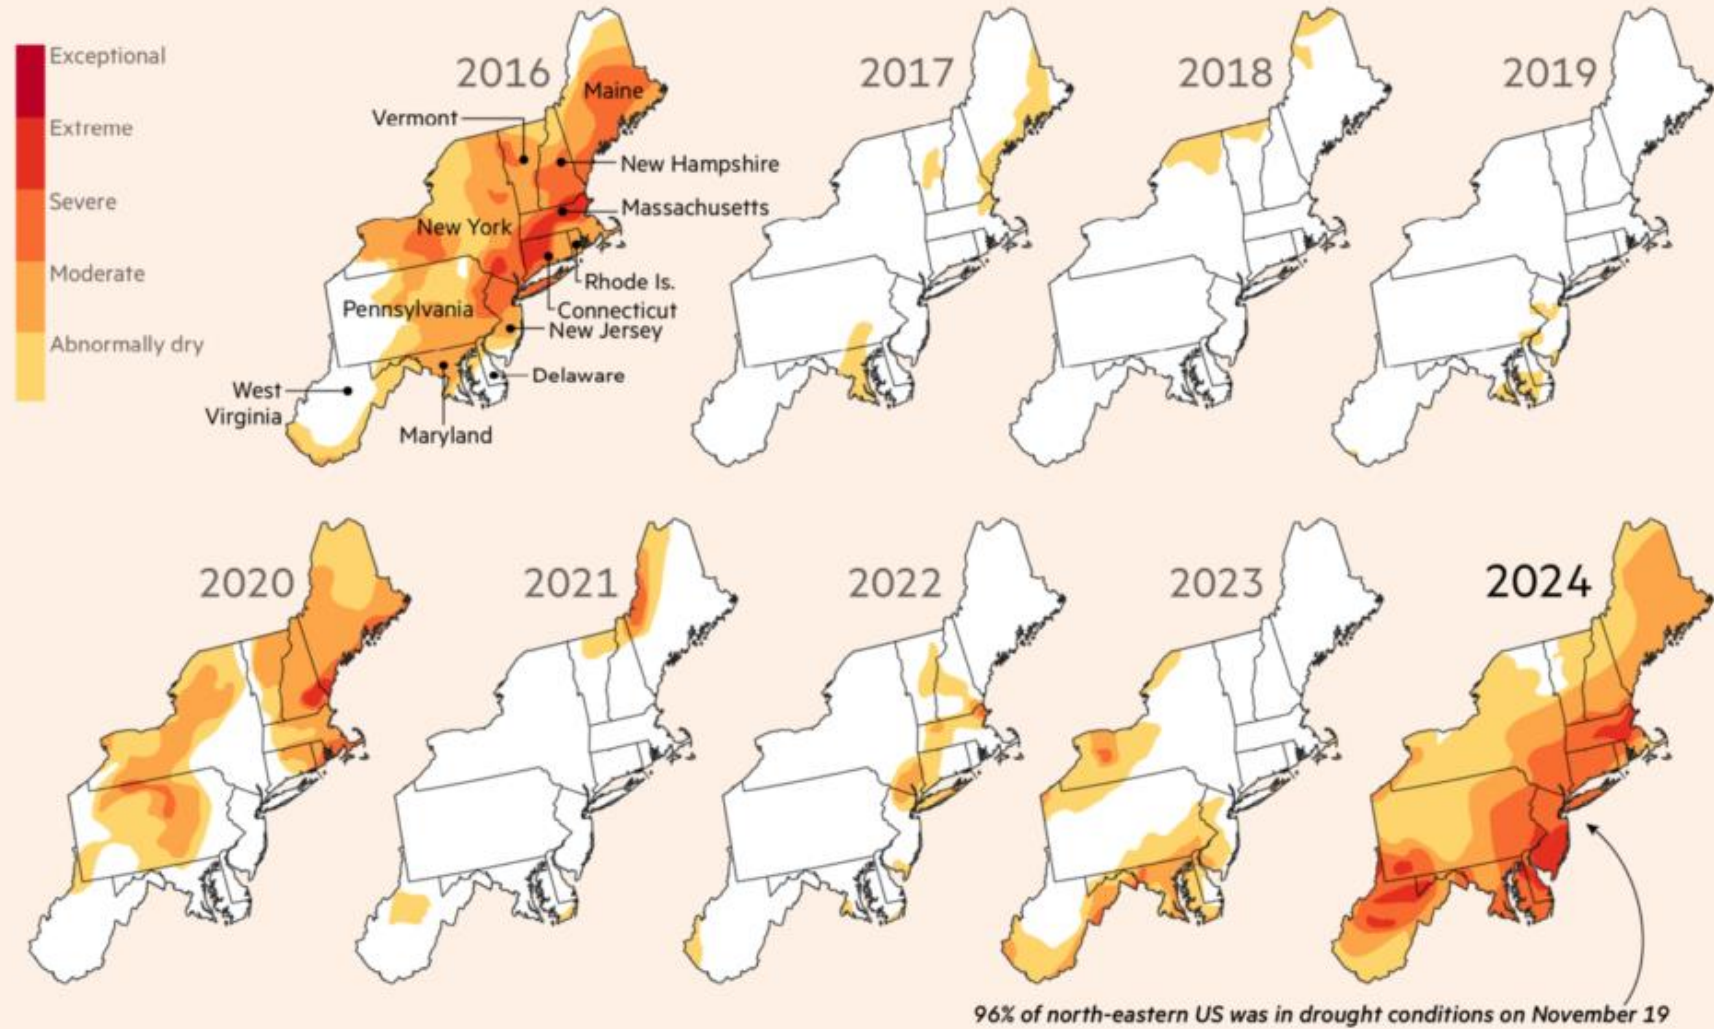 Exceptional
Extreme
Severe
Moderate
Abnormally dry
2016
Maine
Vermont
New Hampshire
Massachusetts
New York
Rhode Is.
Connecticut
Pennsylvania
New Jersey
Delaware
West
Virginia
Maryland
2017
2018
2019
2020
2021
2022
2023
2024
96% of north-eastern US was in drought conditions on November 19